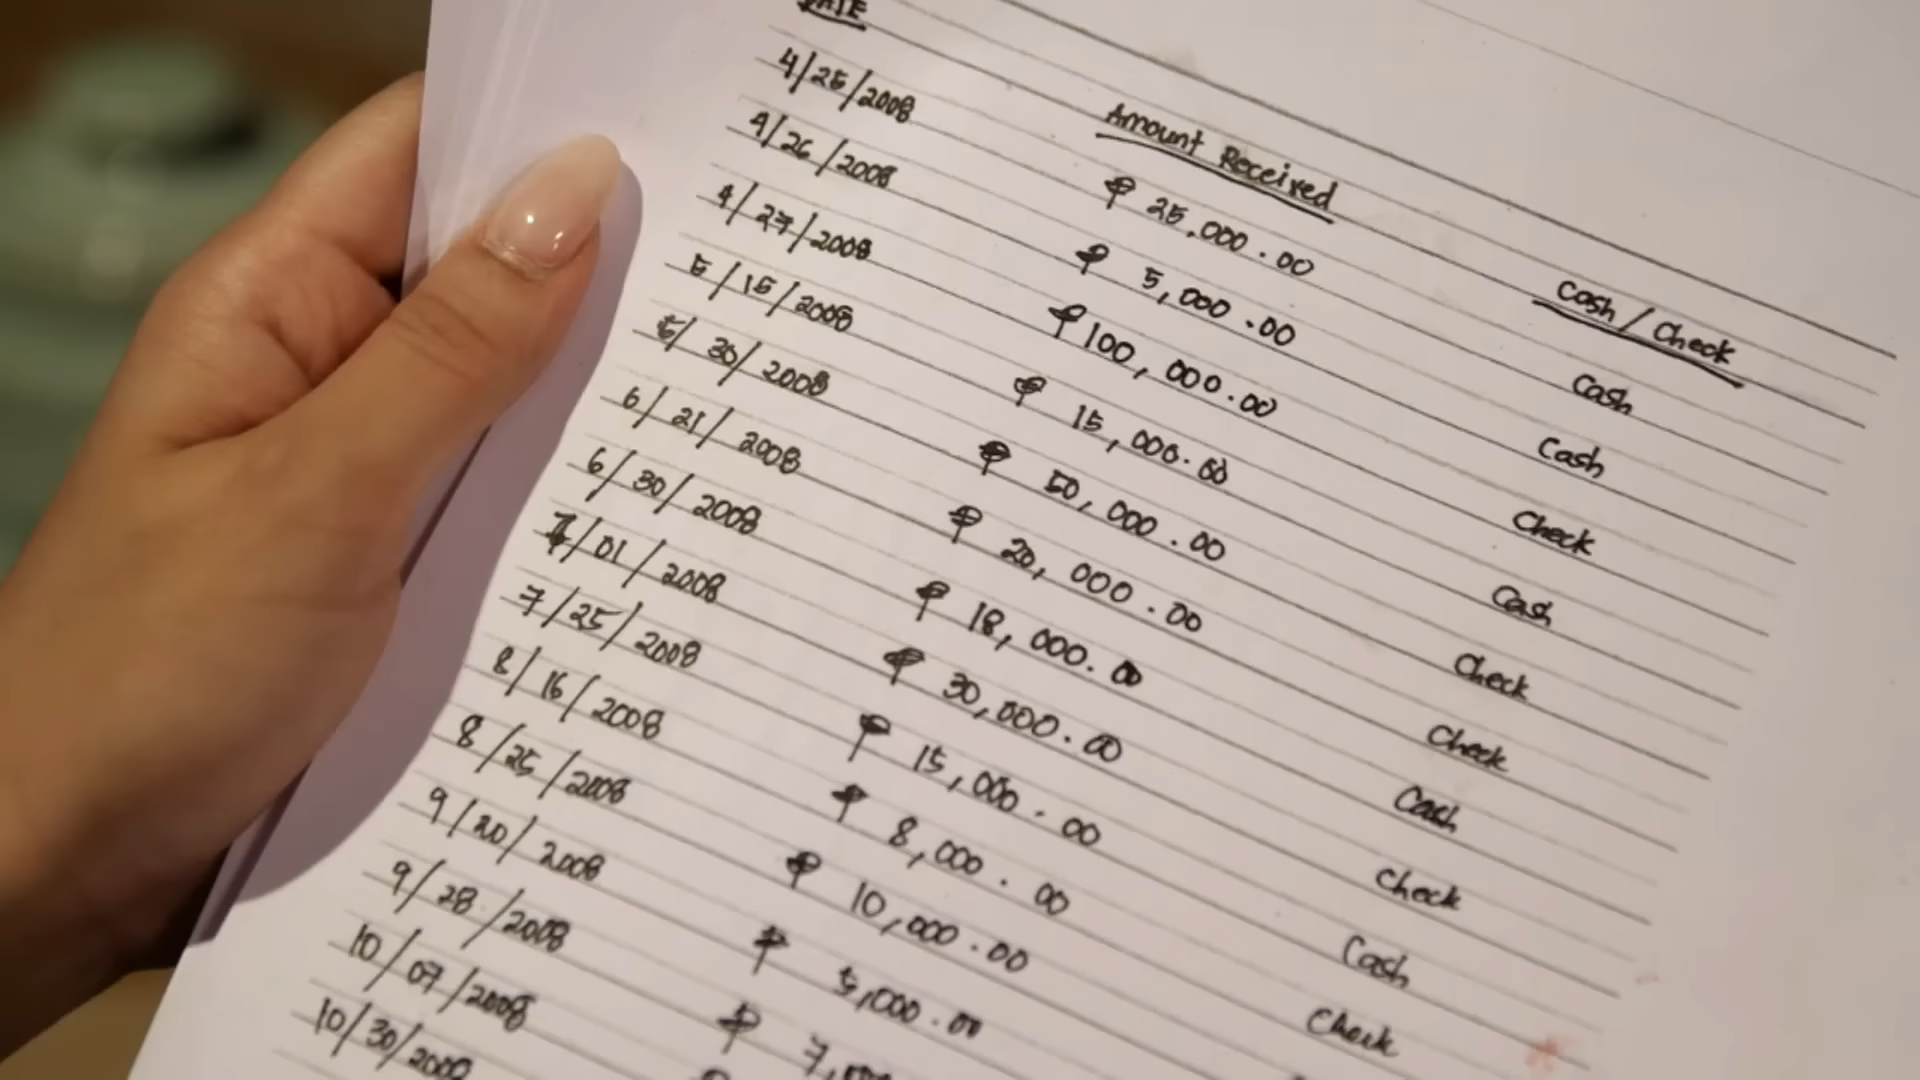 DATE Amount Received Cash / Check
4/25/2008 ₱ 25,000.00 Cash
4/26/2008 ₱ 5,000.00 Cash
4/27/2008 ₱ 100,000.00 Check
5/15/2008 ₱ 15,000.00 Cash
5/30/2008 ₱ 50,000.00 Check
6/21/2008 ₱ 20,000.00 Check
6/30/2008 ₱ 18,000.00 Cash
7/01/2008 ₱ 30,000.00 Check
7/25/2008 ₱ 15,000.00 Cash
8/16/2008 ₱ 8,000.00 Check
8/25/2008 ₱ 10,000.00
9/20/2008 ₱ 5,000.00
9/28/2008 ₱
10/07/2008
10/30/2008